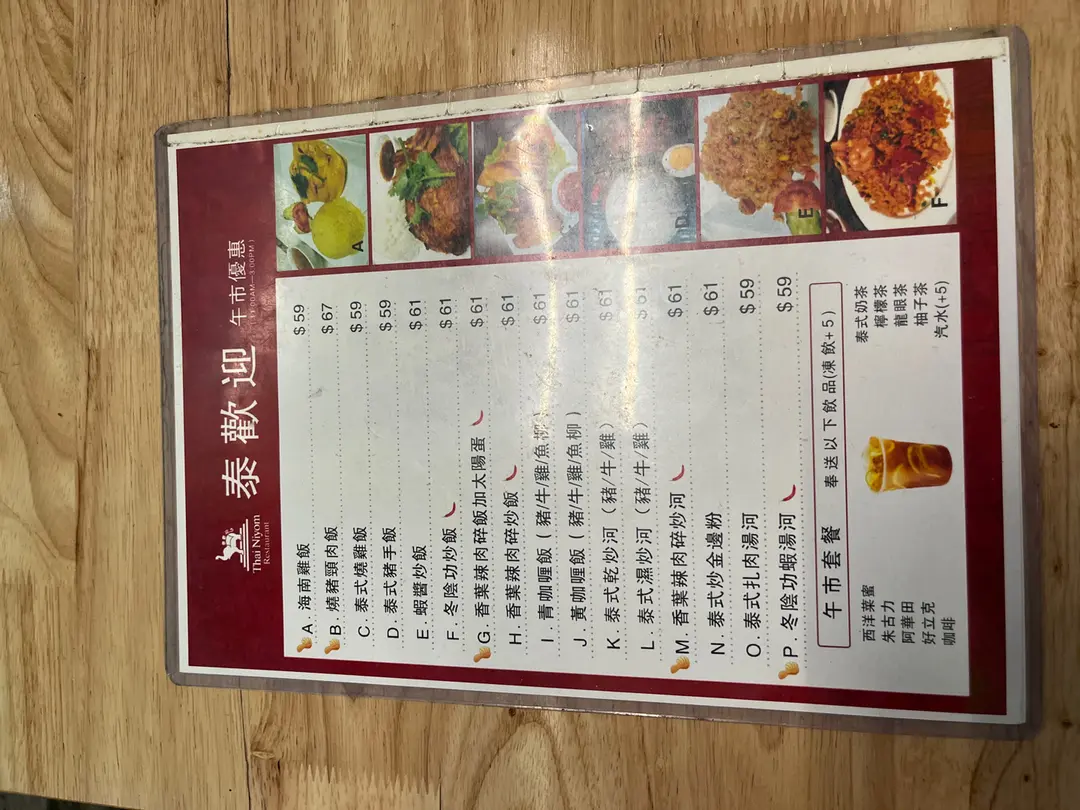 Thai Niyom
Restaurant
泰歡迎
午市優惠
A. 海南雞飯 $59
B. 燒豬頸肉飯 $67
C. 泰式燒雞飯 $59
D. 泰式豬手飯 $59
E. 蝦醬炒飯 $61
F. 冬陰功炒飯 $61
G. 香葉辣肉碎飯加太陽蛋 $61
H. 香葉辣肉碎炒飯 $61
I. 青咖喱飯（豬/牛/雞/魚柳） $61
J. 黃咖喱飯（豬/牛/雞/魚柳） $61
K. 泰式乾炒河（豬/牛/雞） $61
L. 泰式濕炒河（豬/牛/雞） $61
M. 香葉辣肉碎炒河 $61
N. 泰式炒金邊粉 $61
O. 泰式扎肉湯河 $59
P. 冬陰功蝦湯河 $59
午市套餐 奉送以下飲品(凍飲+5)
西洋菜蜜
朱古力
阿華田
好立克
咖啡
泰式奶茶
檸檬茶
龍眼茶
柚子茶
汽水(+5)
A
D
E
F